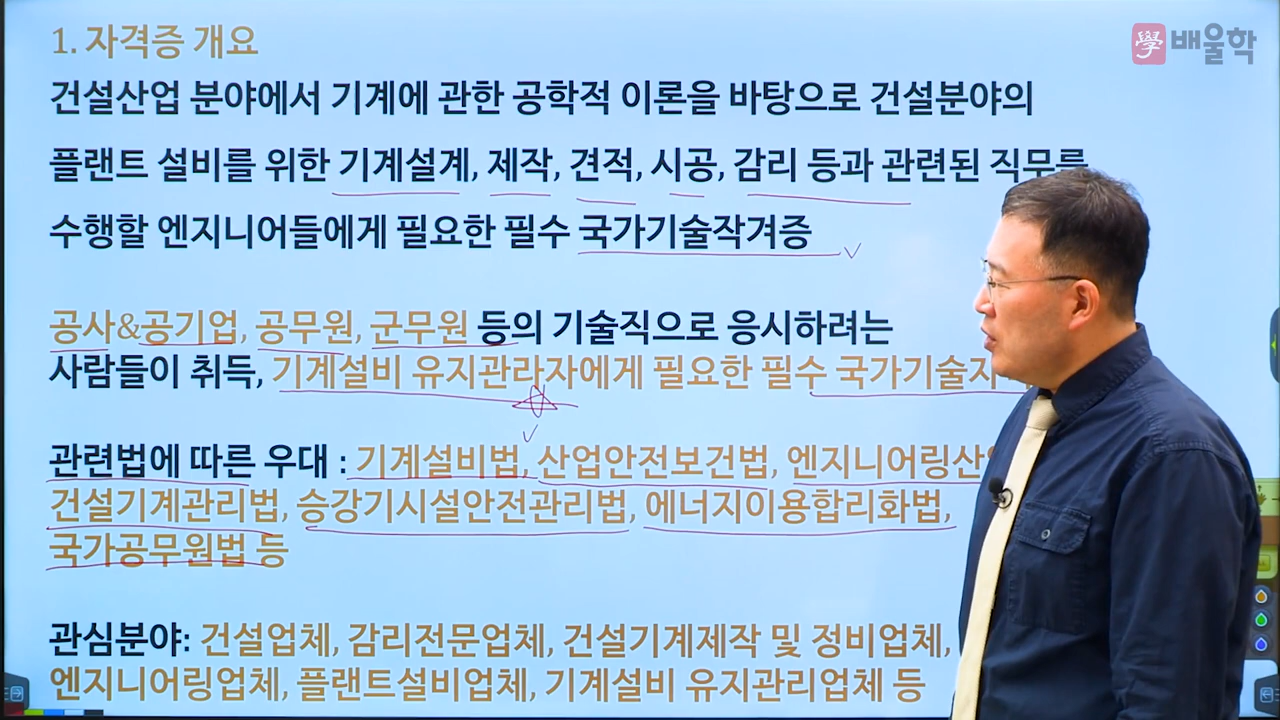 1. 자격증 개요
學 배울학
건설산업 분야에서 기계에 관한 공학적 이론을 바탕으로 건설분야의
플랜트 설비를 위한 기계설계, 제작, 견적, 시공, 감리 등과 관련된 직무를
수행할 엔지니어들에게 필요한 필수 국가기술작겨증
공사&공기업, 공무원, 군무원 등의 기술직으로 응시하려는
사람들이 취득, 기계설비 유지관라자에게 필요한 필수 국가기술자
관련법에 따른 우대 : 기계설비법, 산업안전보건법, 엔지니어링산
건설기계관리법, 승강기시설안전관리법, 에너지이용합리화법,
국가공무원법 등
관심분야: 건설업체, 감리전문업체, 건설기계제작 및 정비업체,
엔지니어링업체, 플랜트설비업체, 기계설비 유지관리업체 등